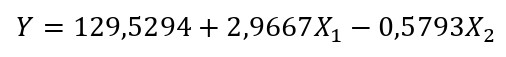 Y = 129,5294 + 2,9667X₁ − 0,5793X₂